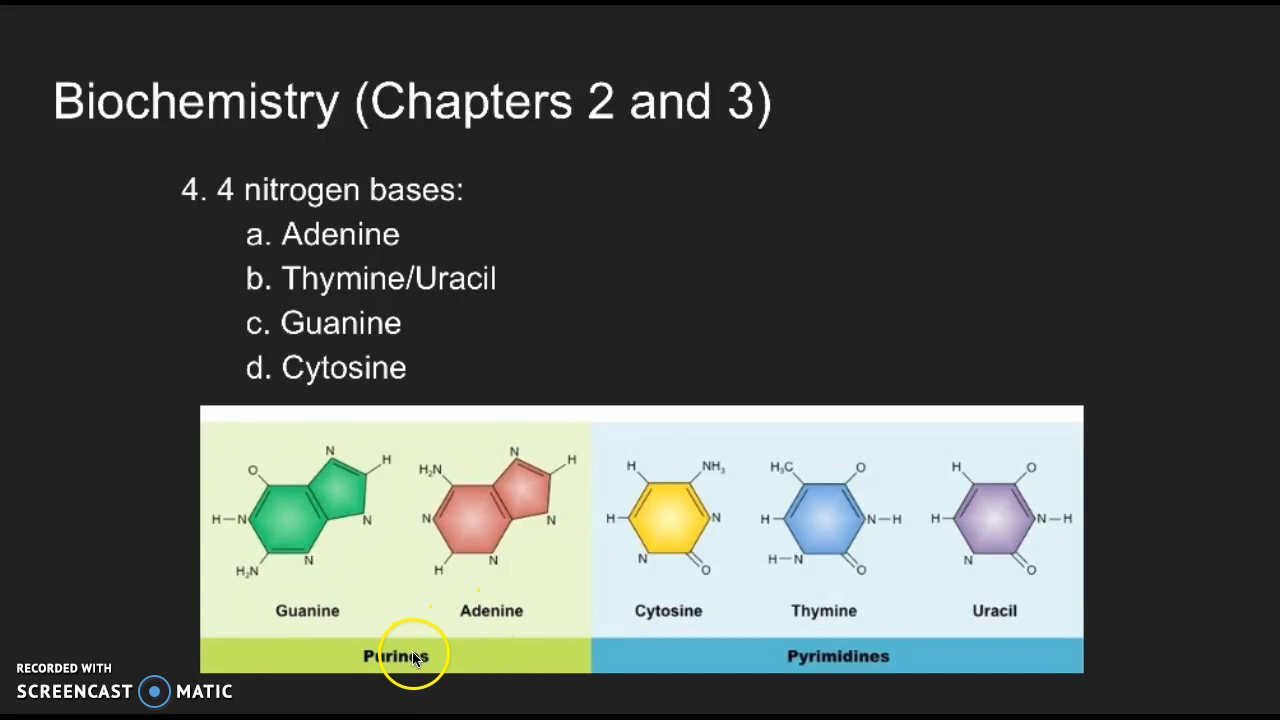 Biochemistry (Chapters 2 and 3)
4. 4 nitrogen bases:
a. Adenine
b. Thymine/Uracil
c. Guanine
d. Cytosine
O N H H—N N H₂N N
Guanine
H₂N N H N N H N
Adenine
H NH₃ H N N O
Cytosine
H₃C O H N—H H—N O
Thymine
H O H N—H N O
Uracil
Purines
Pyrimidines
RECORDED WITH
SCREENCAST MATIC